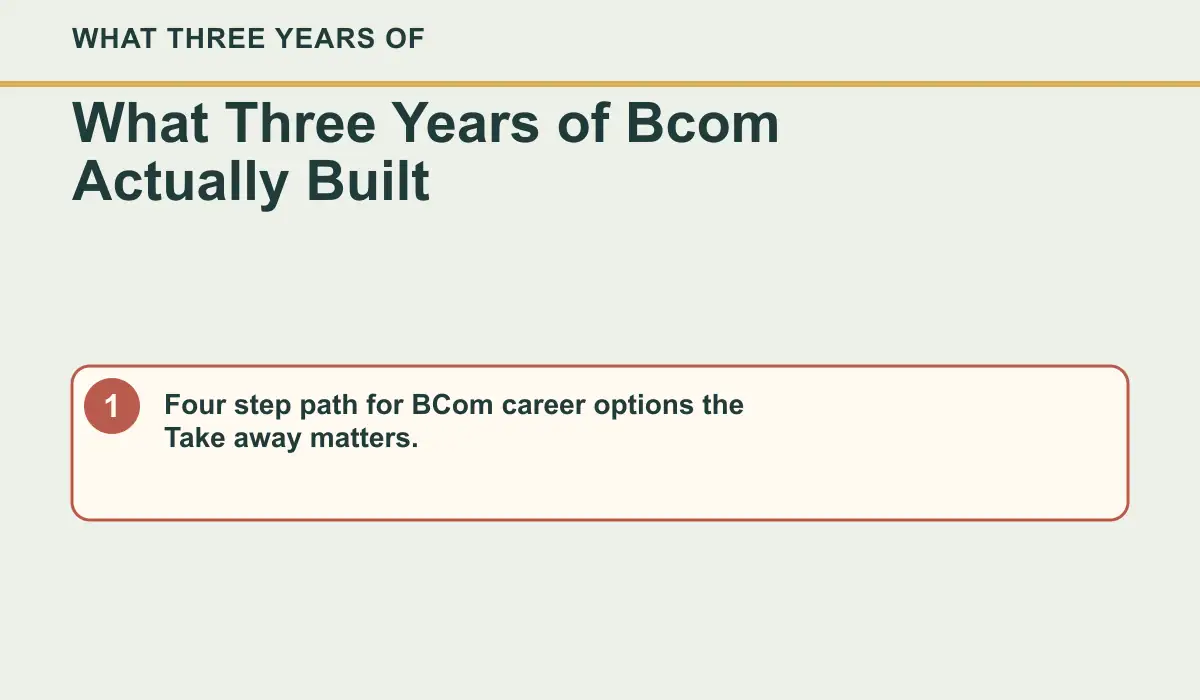 WHAT THREE YEARS OF
What Three Years of Bcom
Actually Built
1
Four step path for BCom career options the
Take away matters.